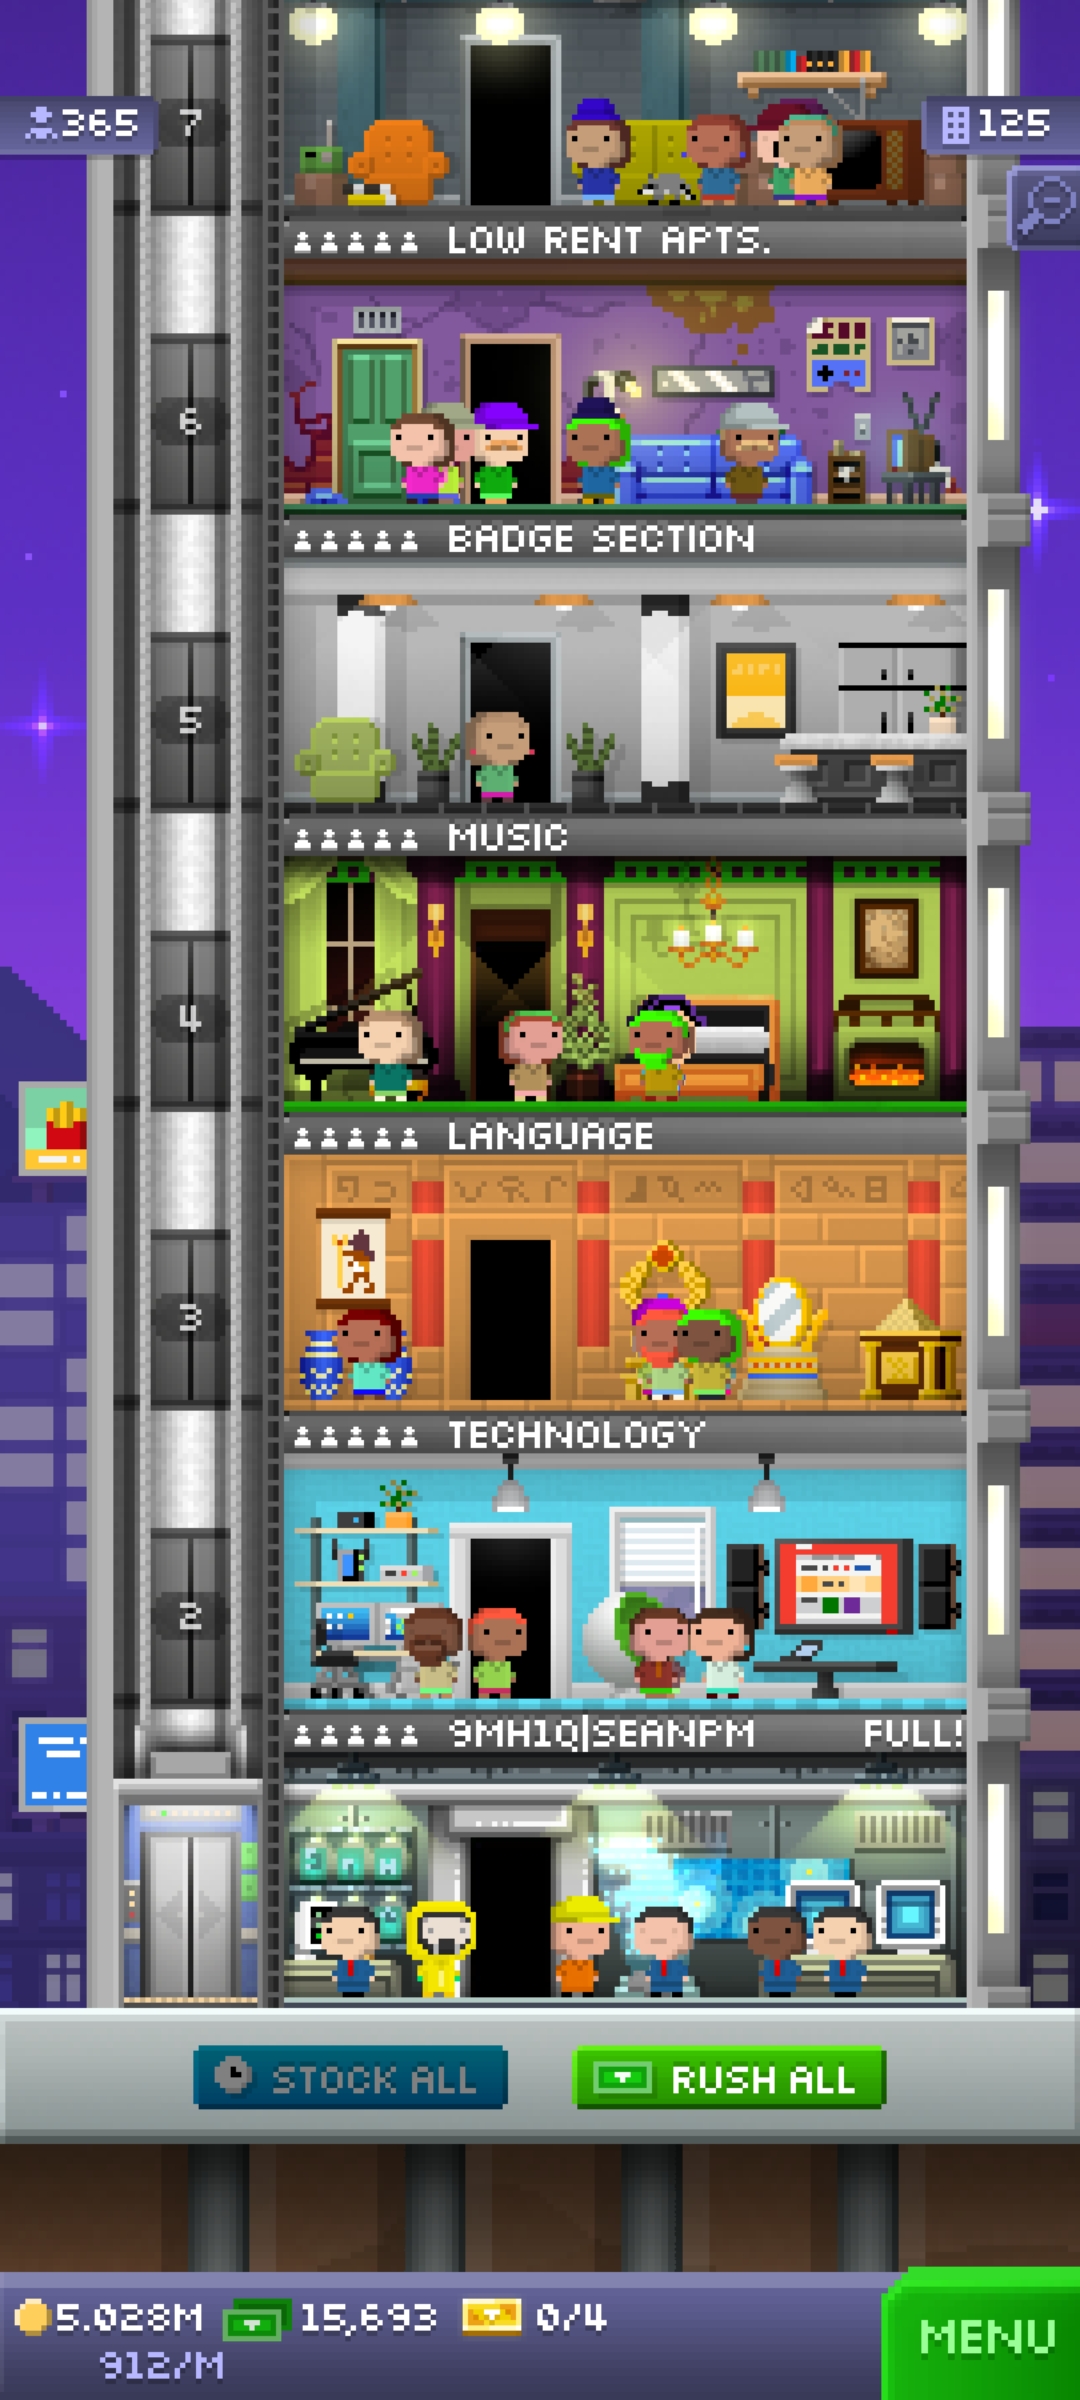 365
7
125
LOW RENT APTS.
6
BADGE SECTION
5
MUSIC
4
LANGUAGE
3
TECHNOLOGY
2
9MH1Q|SEANPM FULL!
STOCK ALL
RUSH ALL
5.028M 15,693 0/4
912/M
MENU